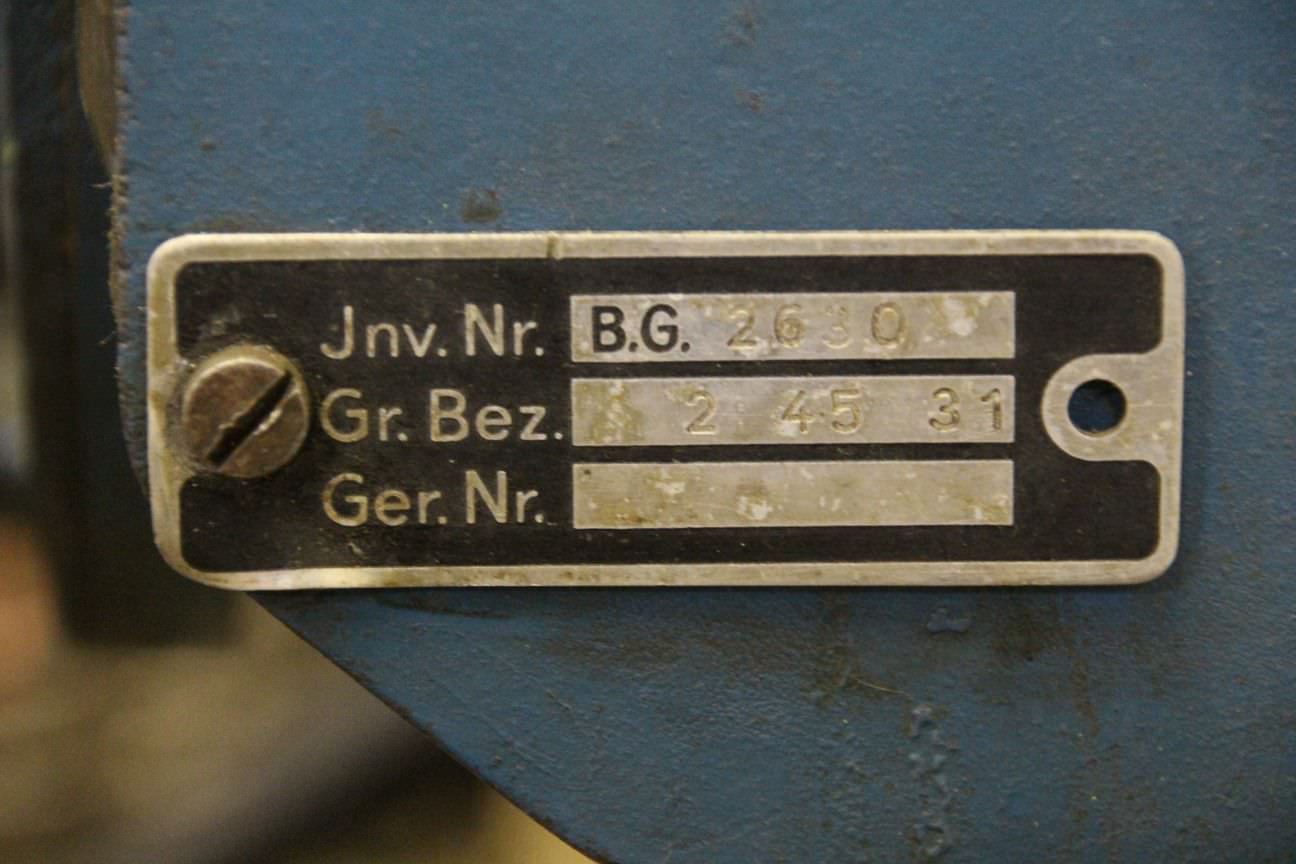 Jnv. Nr. B.G. 2630
Gr. Bez. 2 45 31
Ger. Nr.